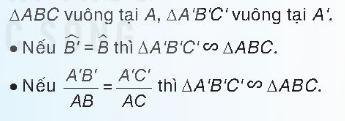 ΔABC vuông tại A, ΔA'B'C' vuông tại A'.
• Nếu B̂' = B̂ thì ΔA'B'C' ∽ ΔABC.
• Nếu A'B'/AB = A'C'/AC thì ΔA'B'C' ∽ ΔABC.